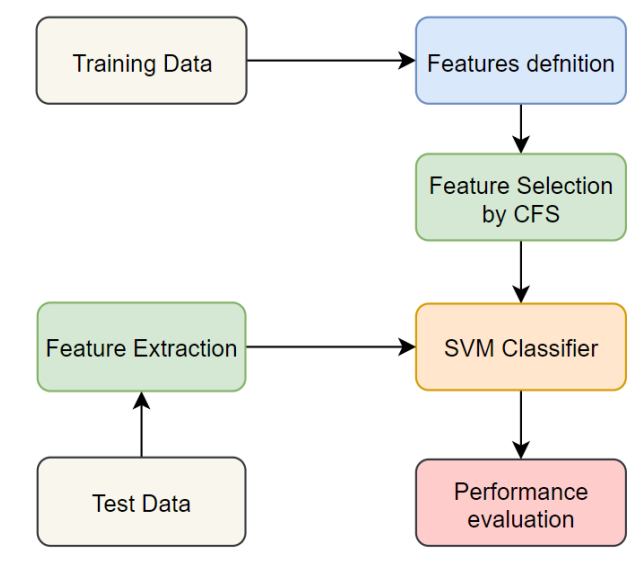 Training Data
Features defnition
Feature Selection
by CFS
Feature Extraction
SVM Classifier
Test Data
Performance
evaluation